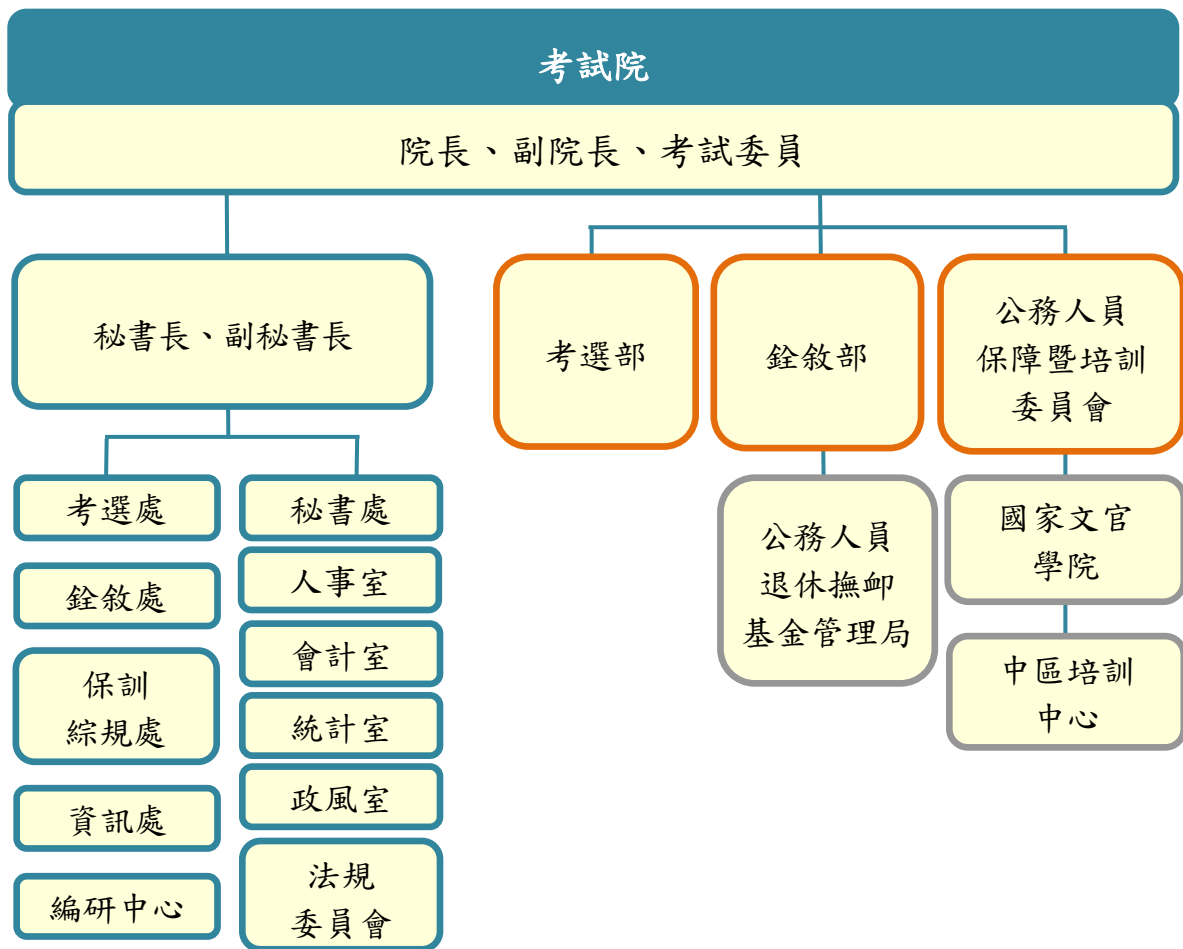 考試院
院長、副院長、考試委員
秘書長、副秘書長
考選處
銓敘處
保訓
綜規處
資訊處
編研中心
秘書處
人事室
會計室
統計室
政風室
法規
委員會
考選部
銓敘部
公務人員
退休撫卹
基金管理局
公務人員
保障暨培訓
委員會
國家文官
學院
中區培訓
中心